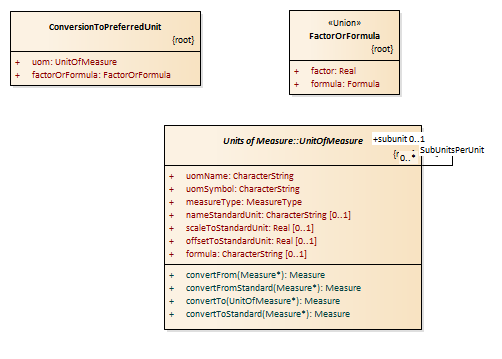 ConversionToPreferredUnit
{root}
+ uom: UnitOfMeasure
+ factorOrFormula: FactorOrFormula
«Union»
FactorOrFormula
{root}
+ factor: Real
+ formula: Formula
Units of Measure::UnitOfMeasure
+subunit 0..1
SubUnitsPerUnit
0..*
+ uomName: CharacterString
+ uomSymbol: CharacterString
+ measureType: MeasureType
+ nameStandardUnit: CharacterString [0..1]
+ scaleToStandardUnit: Real [0..1]
+ offsetToStandardUnit: Real [0..1]
+ formula: CharacterString [0..1]
+ convertFrom(Measure*): Measure
+ convertFromStandard(Measure*): Measure
+ convertTo(UnitOfMeasure*): Measure
+ convertToStandard(Measure*): Measure